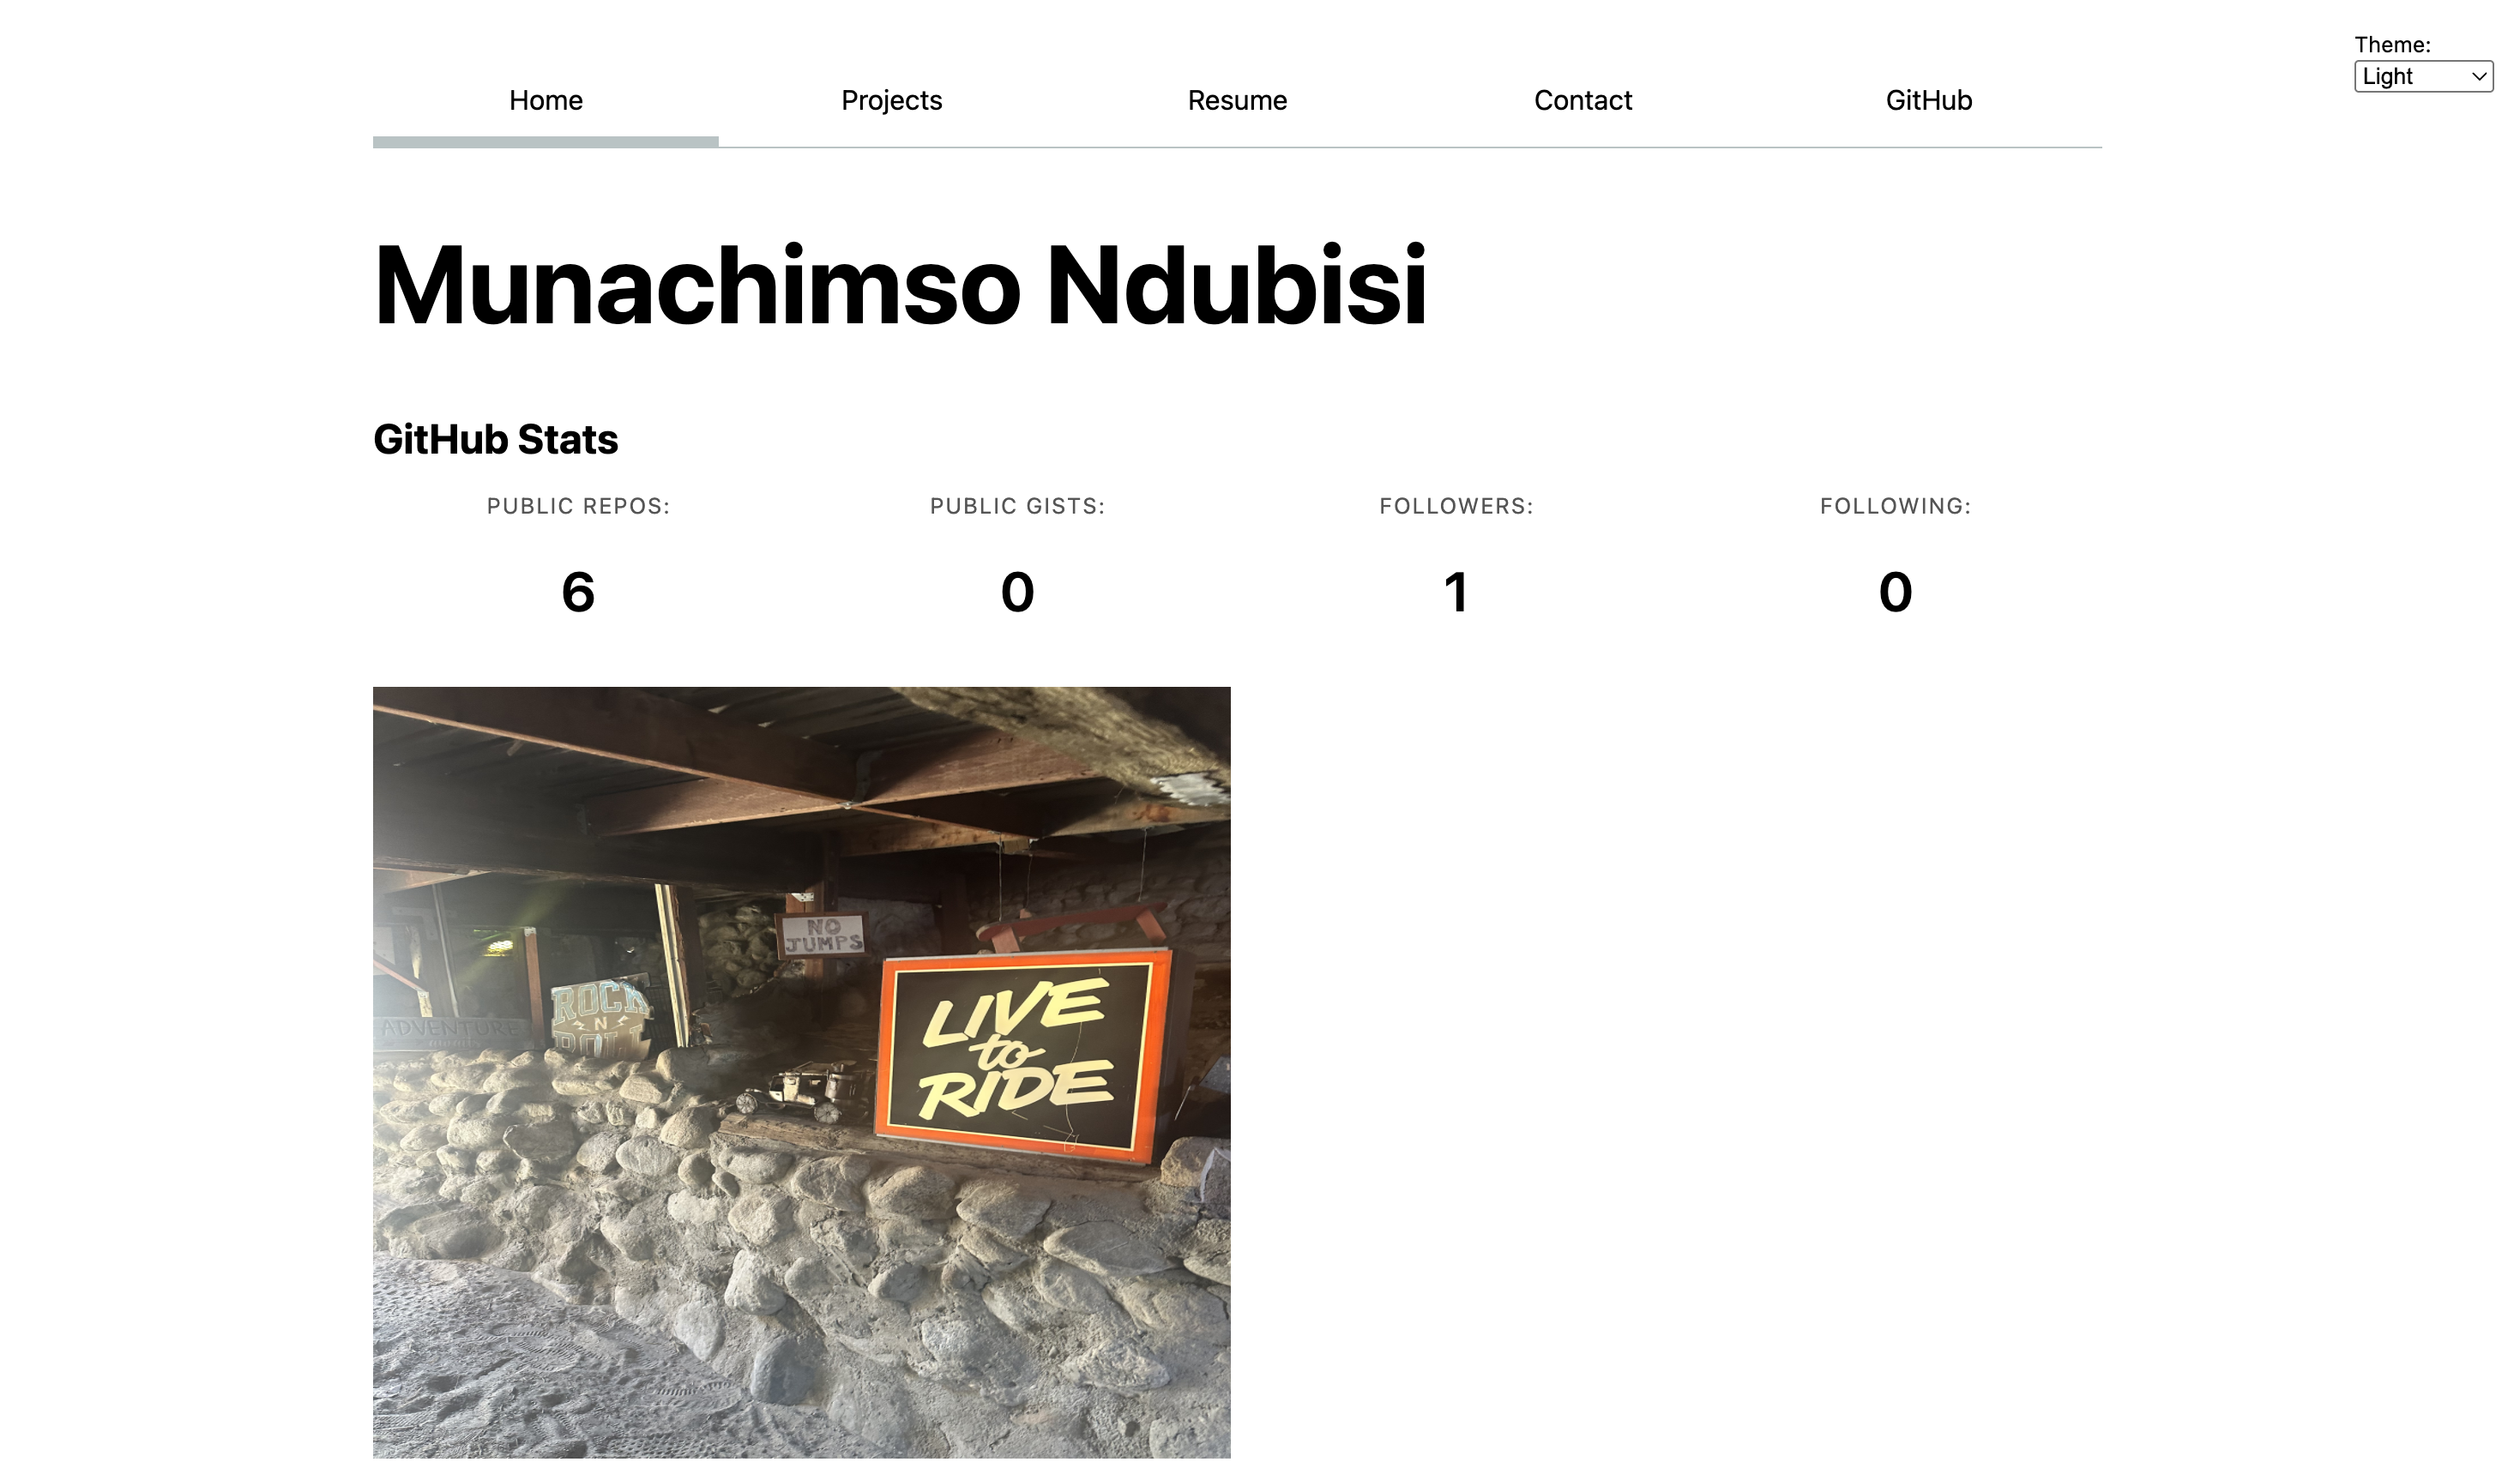 Theme:
Light
Home Projects Resume Contact GitHub
Munachimso Ndubisi
GitHub Stats
PUBLIC REPOS: PUBLIC GISTS: FOLLOWERS: FOLLOWING:
6 0 1 0
NO
JUMPS
ROCK
N
ROLL
ADVENTURE
LIVE
to
RIDE